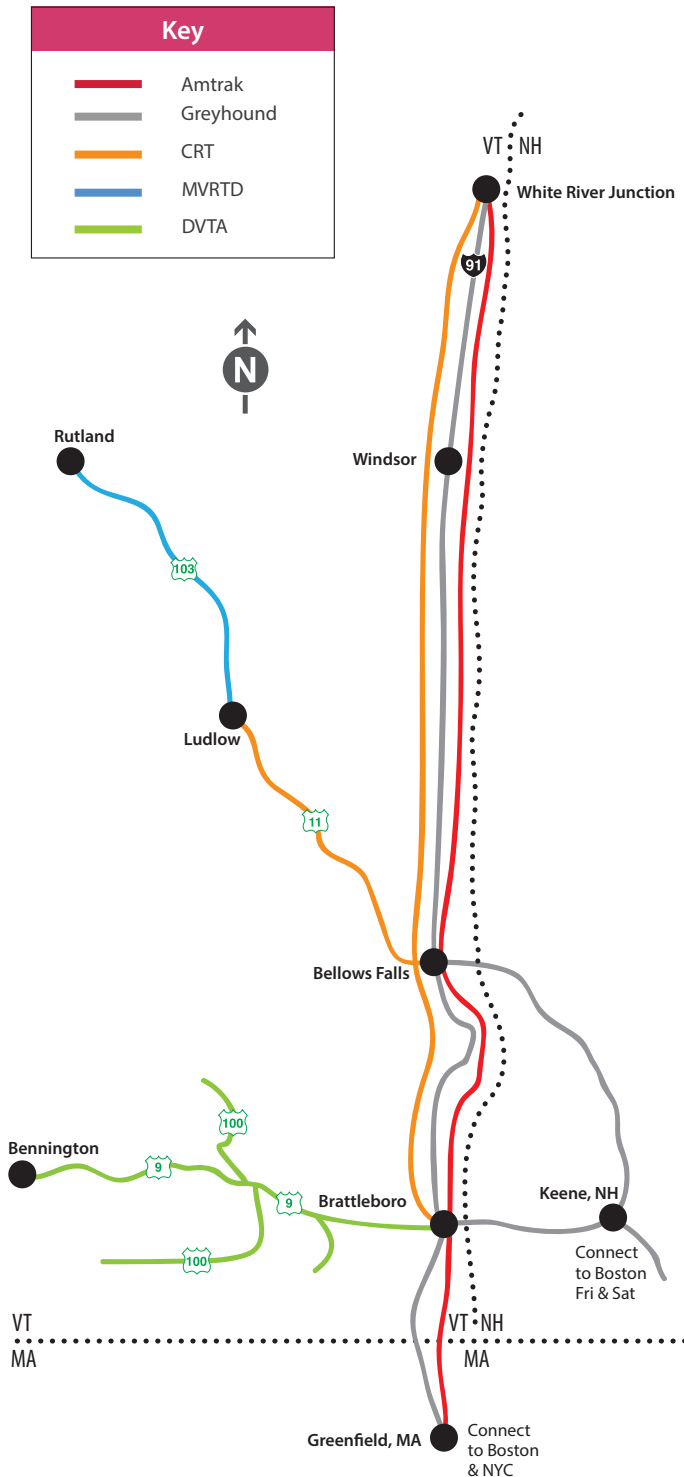 Key
Amtrak
Greyhound
CRT
MVRTD
DVTA
VT NH
White River Junction
91
N
Rutland
Windsor
103
Ludlow
11
Bellows Falls
100
Bennington
9
9
Brattleboro
Keene, NH
100
Connect
to Boston
Fri & Sat
VT
VT NH
MA
MA
Greenfield, MA
Connect
to Boston
& NYC